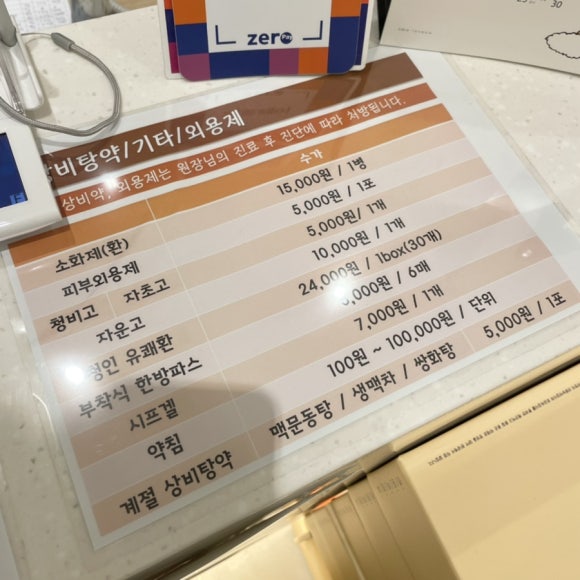 zero Pay
비탕약/기타/외용제
상비약, 외용제는 원장님의 진료 후 진단에 따라 처방됩니다.
수가
소화제(환) 15,000원 / 1병
피부외용제 5,000원 / 1포
청비고 자초고 5,000원/ 1개
자운고 10,000원 / 1개
유쾌환 24,000원 / 1box(30개)
부착식 한방파스 / 6매
시프겔 7,000원 / 1개
약침 100원 ~ 100,000원 / 단위
계절 상비탕약 맥문동탕 / 생맥차 / 쌍화탕 5,000원 / 1포